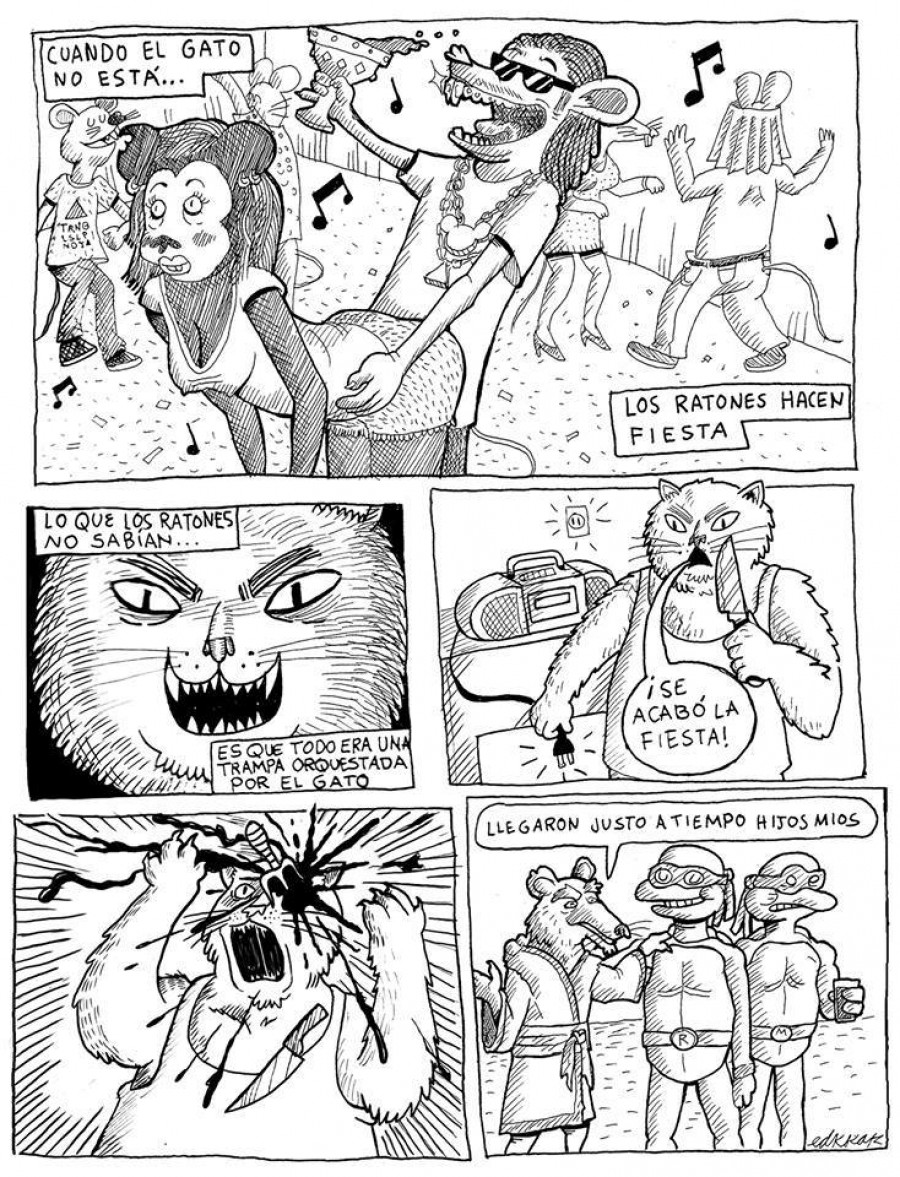 CUANDO EL GATO
NO ESTÁ...
LOS RATONES HACEN
FIESTA
LO QUE LOS RATONES
NO SABÍAN...
ES QUE TODO ERA UNA
TRAMPA ORQUESTADA
POR EL GATO
¡SE
ACABÓ LA
FIESTA!
LLEGARON JUSTO A TIEMPO HIJOS MIOS
R
M
edkkak